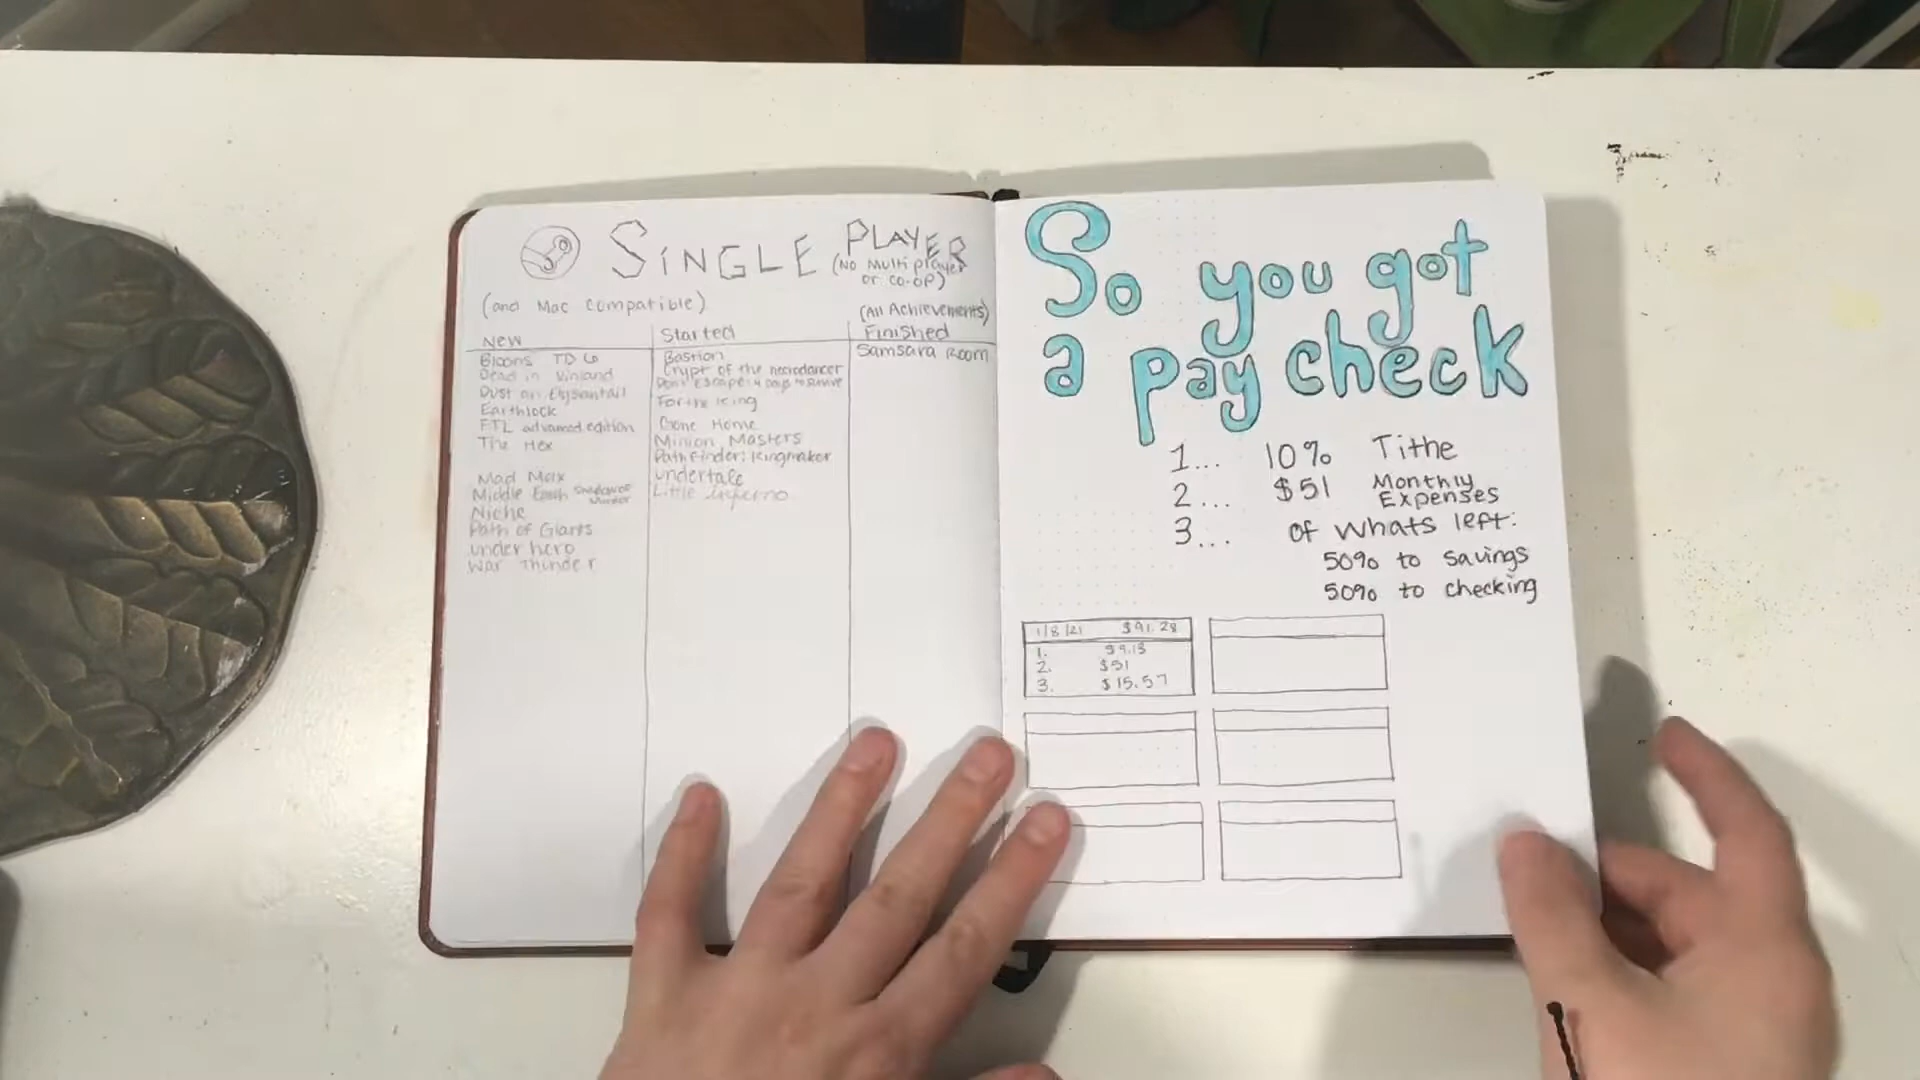 SiNGLE PLAYER
(No Multiplayer
or co-op)
(and Mac compatible)
(All Achievements)
New
Started
Finished
Bloons TD 6
Dead in Vinland
Dust an Elysian tail
Earthlock
FTL advanced edition
The Hex
Mad Max
Middle Earth Shadow of Mordor
Niche
Path of Giants
under hero
War Thunder
Bastion
Crypt of the necrodancer
Don't Escape: 4 days to survive
For the King
Gone Home
Minion Masters
Pathfinder: Kingmaker
undertale
Little Inferno
Samsara Room
So you got
a pay check
1... 10% Tithe
2... $51 Monthly Expenses
3... of whats left:
50% to savings
50% to checking
1/8/21 $91.28
1. $9.13
2. $51
3. $15.57